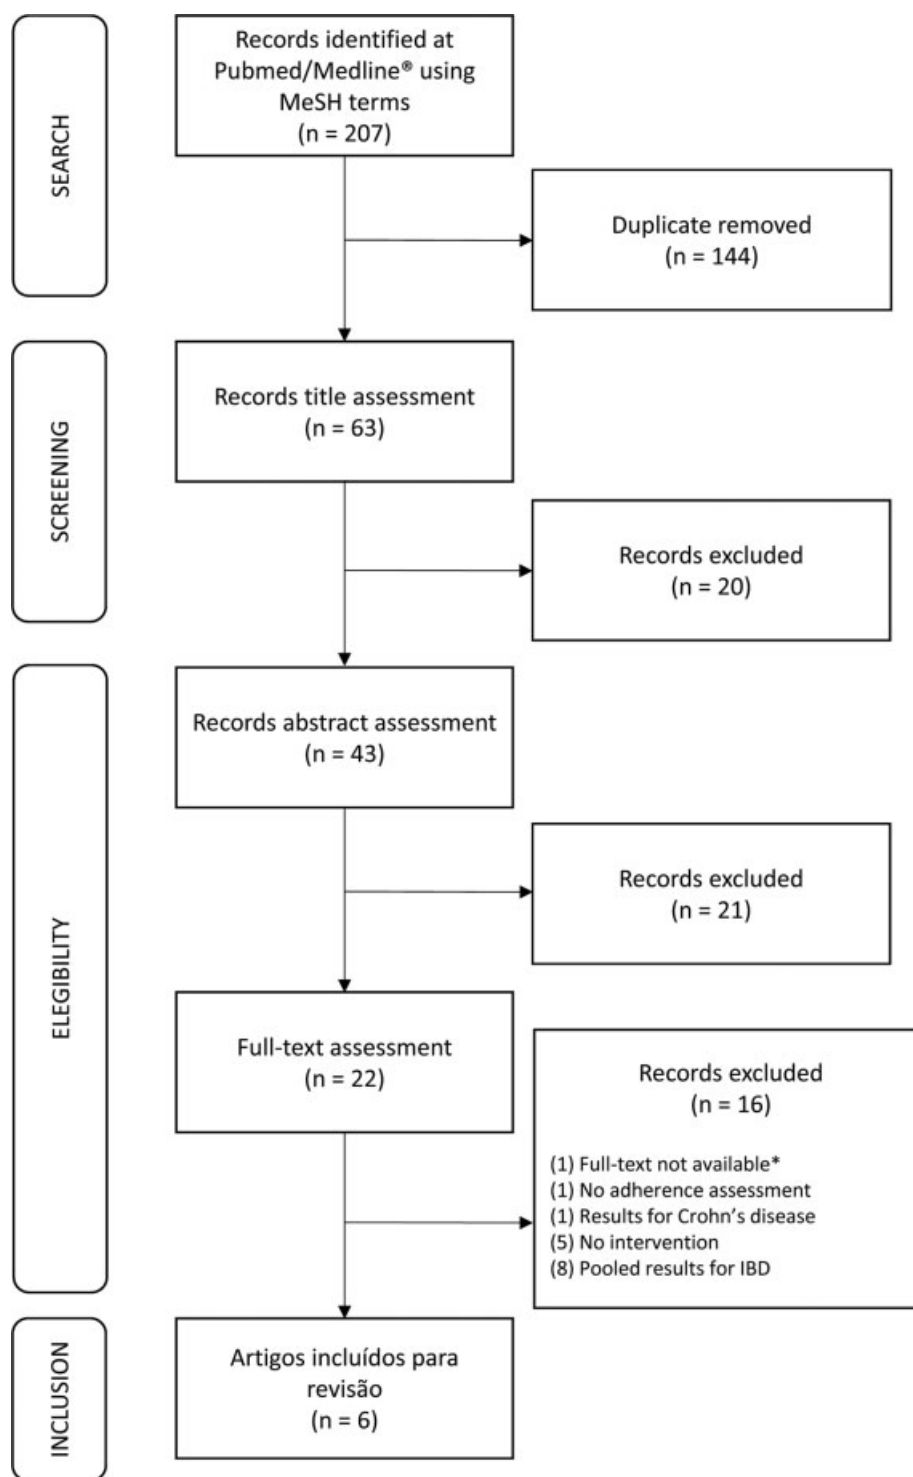 SEARCH
Records identified at
Pubmed/Medline® using
MeSH terms
(n = 207)
Duplicate removed
(n = 144)
SCREENING
Records title assessment
(n = 63)
Records excluded
(n = 20)
ELEGIBILITY
Records abstract assessment
(n = 43)
Records excluded
(n = 21)
Full-text assessment
(n = 22)
Records excluded
(n = 16)
(1) Full-text not available*
(1) No adherence assessment
(1) Results for Crohn's disease
(5) No intervention
(8) Pooled results for IBD
INCLUSION
Artigos incluídos para
revisão
(n = 6)